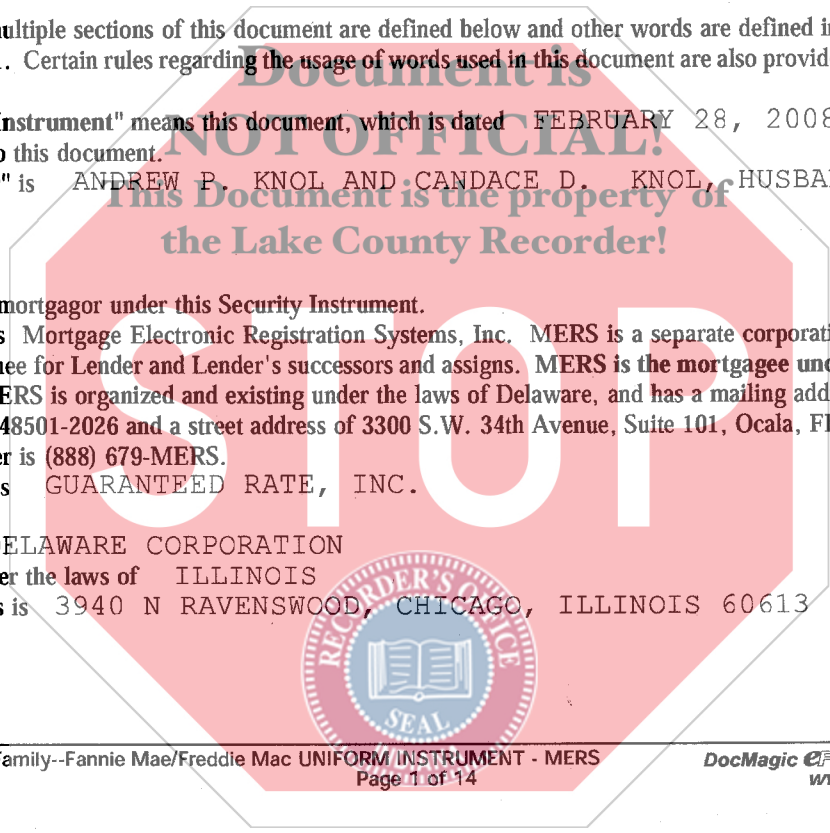 ultiple sections of this document are defined below and other words are defined in
. Certain rules regarding the usage of words used in this document are also provid
Document is
Instrument" means this document, which is dated FEBRUARY 28, 2008
NOT OFFICIAL!
o this document.
" is ANDREW P. KNOL AND CANDACE D. KNOL, HUSBA
This Document is the property of
the Lake County Recorder!
mortgagor under this Security Instrument.
s Mortgage Electronic Registration Systems, Inc. MERS is a separate corporati
nee for Lender and Lender's successors and assigns. MERS is the mortgagee und
ERS is organized and existing under the laws of Delaware, and has a mailing add
48501-2026 and a street address of 3300 S.W. 34th Avenue, Suite 101, Ocala, FL
er is (888) 679-MERS.
s GUARANTEED RATE, INC.
STOP
DELAWARE CORPORATION
er the laws of ILLINOIS
s is 3940 N RAVENSWOOD, CHICAGO, ILLINOIS 60613
RECORDER'S OFFICE
SEAL
INDIANA
Family--Fannie Mae/Freddie Mac UNIFORM INSTRUMENT - MERS
DocMagic
Page 1 of 14